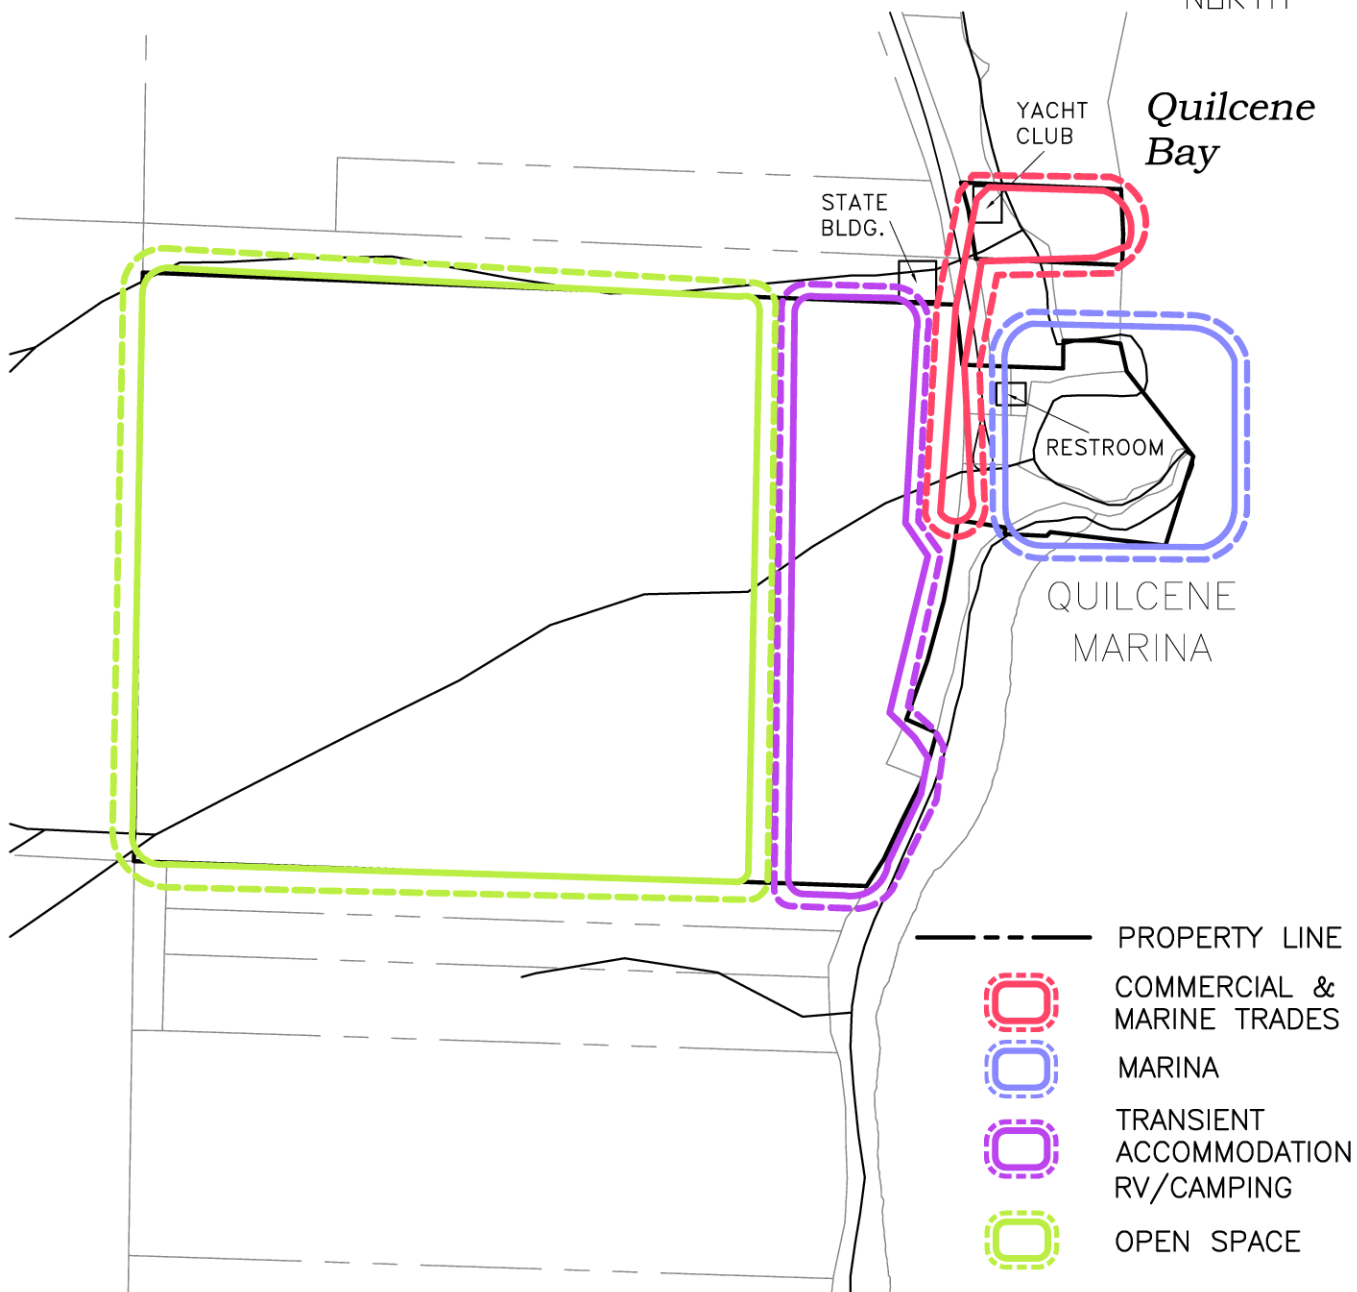 NORTH
Quilcene
Bay
YACHT
CLUB
STATE
BLDG.
RESTROOM
QUILCENE
MARINA
PROPERTY LINE
COMMERCIAL &
MARINE TRADES
MARINA
TRANSIENT
ACCOMMODATION
RV/CAMPING
OPEN SPACE